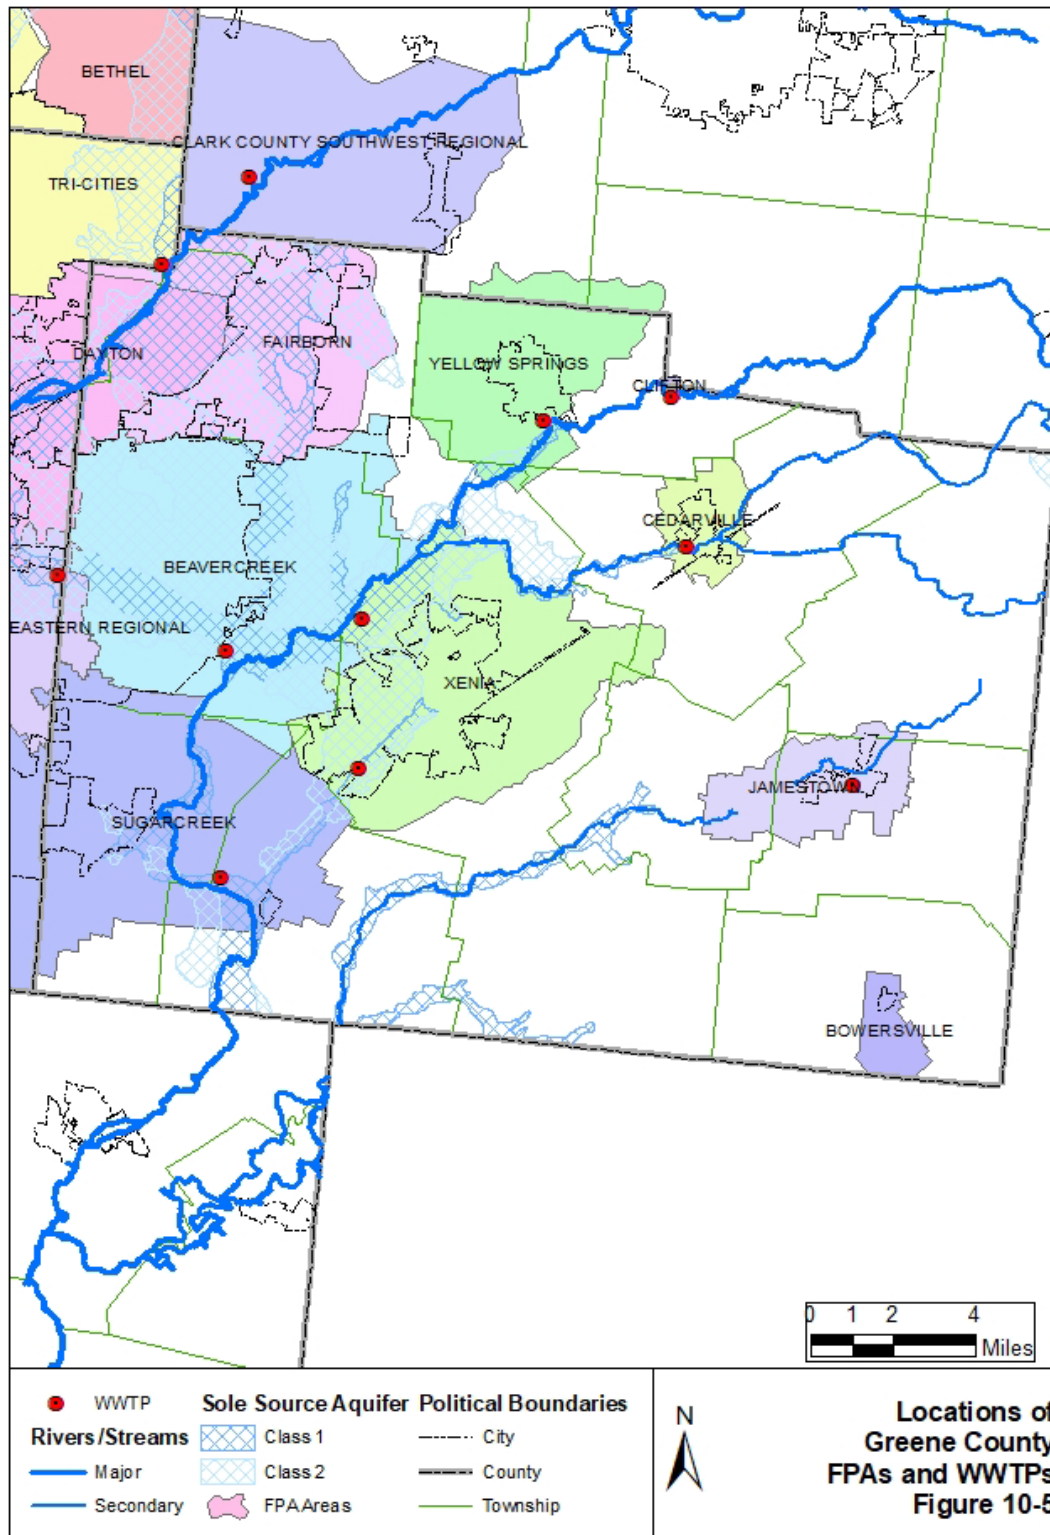 BETHEL
CLARK COUNTY SOUTHWEST REGIONAL
TRI-CITIES
FAIRBORN
DAYTON
YELLOW SPRINGS
CLIFTON
CEDARVILLE
BEAVERCREEK
EASTERN REGIONAL
XENIA
JAMESTOWN
SUGARCREEK
BOWERSVILLE
0 1 2 4
Miles
WWTP
Rivers/Streams
Major
Secondary
Sole Source Aquifer
Class 1
Class 2
FPA Areas
Political Boundaries
City
County
Township
N
Locations of
Greene County
FPAs and WWTPs
Figure 10-5